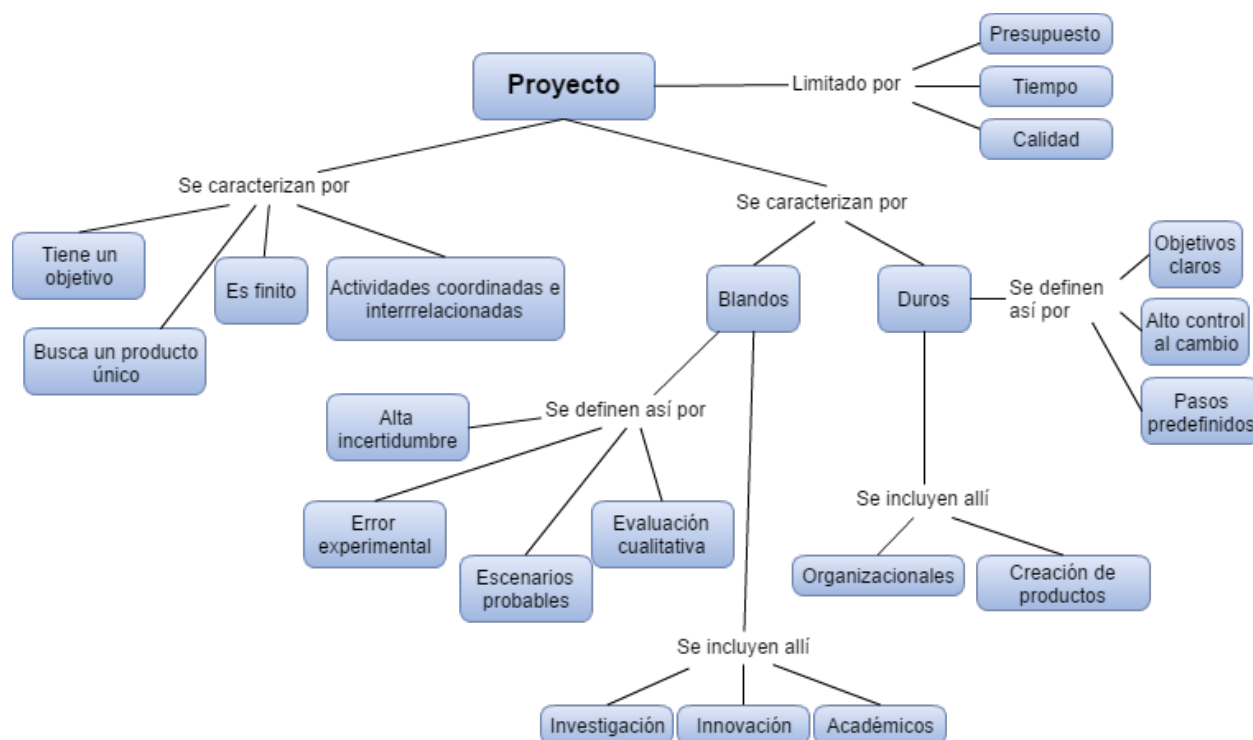 Presupuesto
Proyecto
Limitado por
Tiempo
Calidad
Se caracterizan por
Se caracterizan por
Tiene un
objetivo
Es finito
Actividades coordinadas e
interrrelacionadas
Busca un producto
único
Blandos
Duros
Se definen
así por
Objetivos
claros
Alto control
al cambio
Pasos
predefinidos
Se definen así por
Alta
incertidumbre
Error
experimental
Escenarios
probables
Evaluación
cualitativa
Se incluyen allí
Organizacionales
Creación de
productos
Se incluyen allí
Investigación
Innovación
Académicos